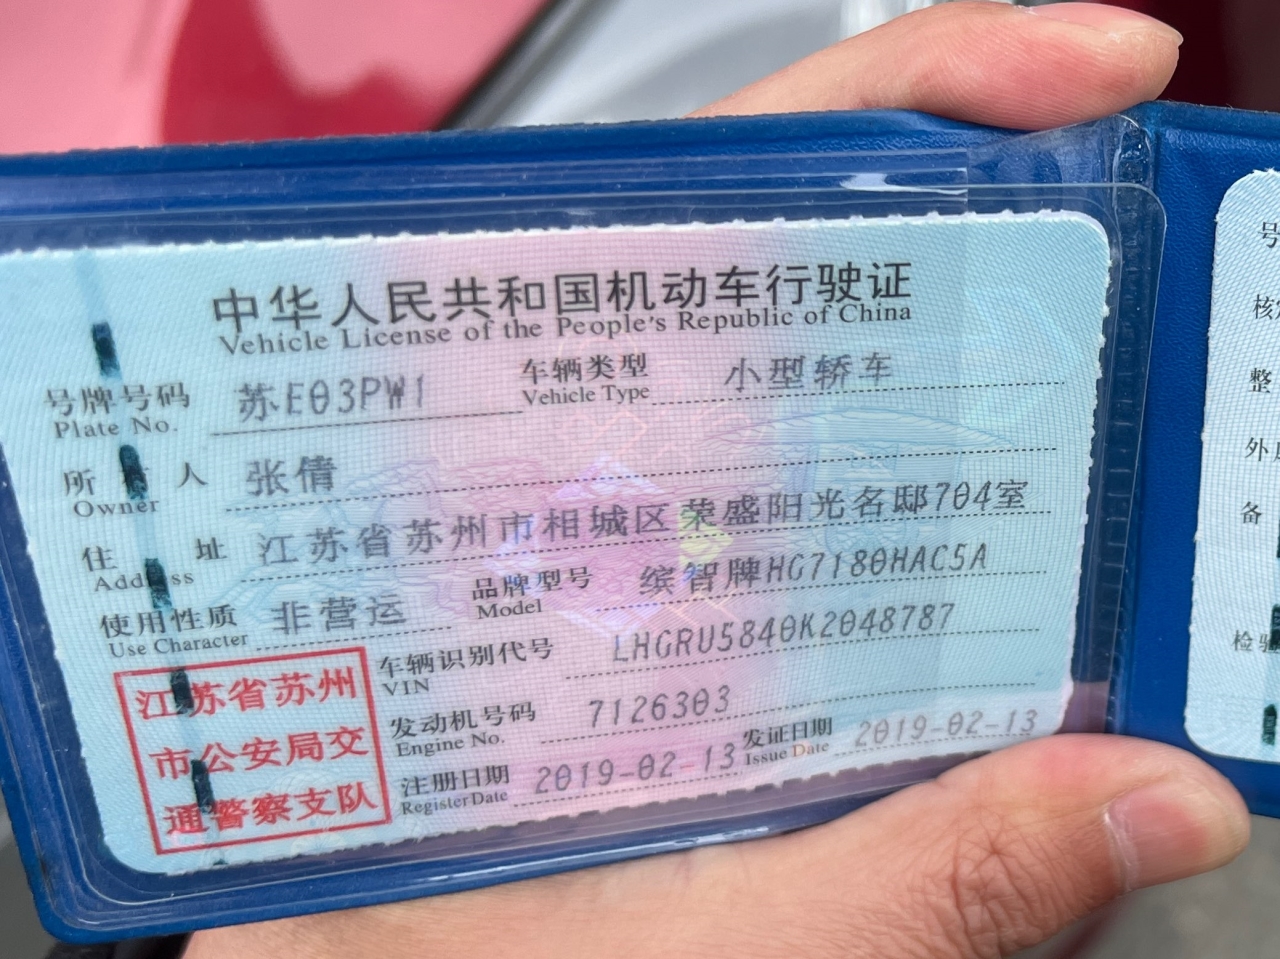 中华人民共和国机动车行驶证
Vehicle License of the People's Republic of China
号牌号码 苏E03PW1 车辆类型 小型轿车
Plate No. Vehicle Type
所有人 张倩
Owner
住 址 江苏省苏州市相城区荣盛阳光名邸704室
Address
使用性质 非营运 品牌型号 缤智牌HG7180HAC5A
Use Character Model
车辆识别代号 LHGRU5840K2048787
VIN
发动机号码 7126303
Engine No.
注册日期 2019-02-13 发证日期 2019-02-13
Register Date Issue Date
江苏省苏州
市公安局交
通警察支队
号
核
整
外
备
检验